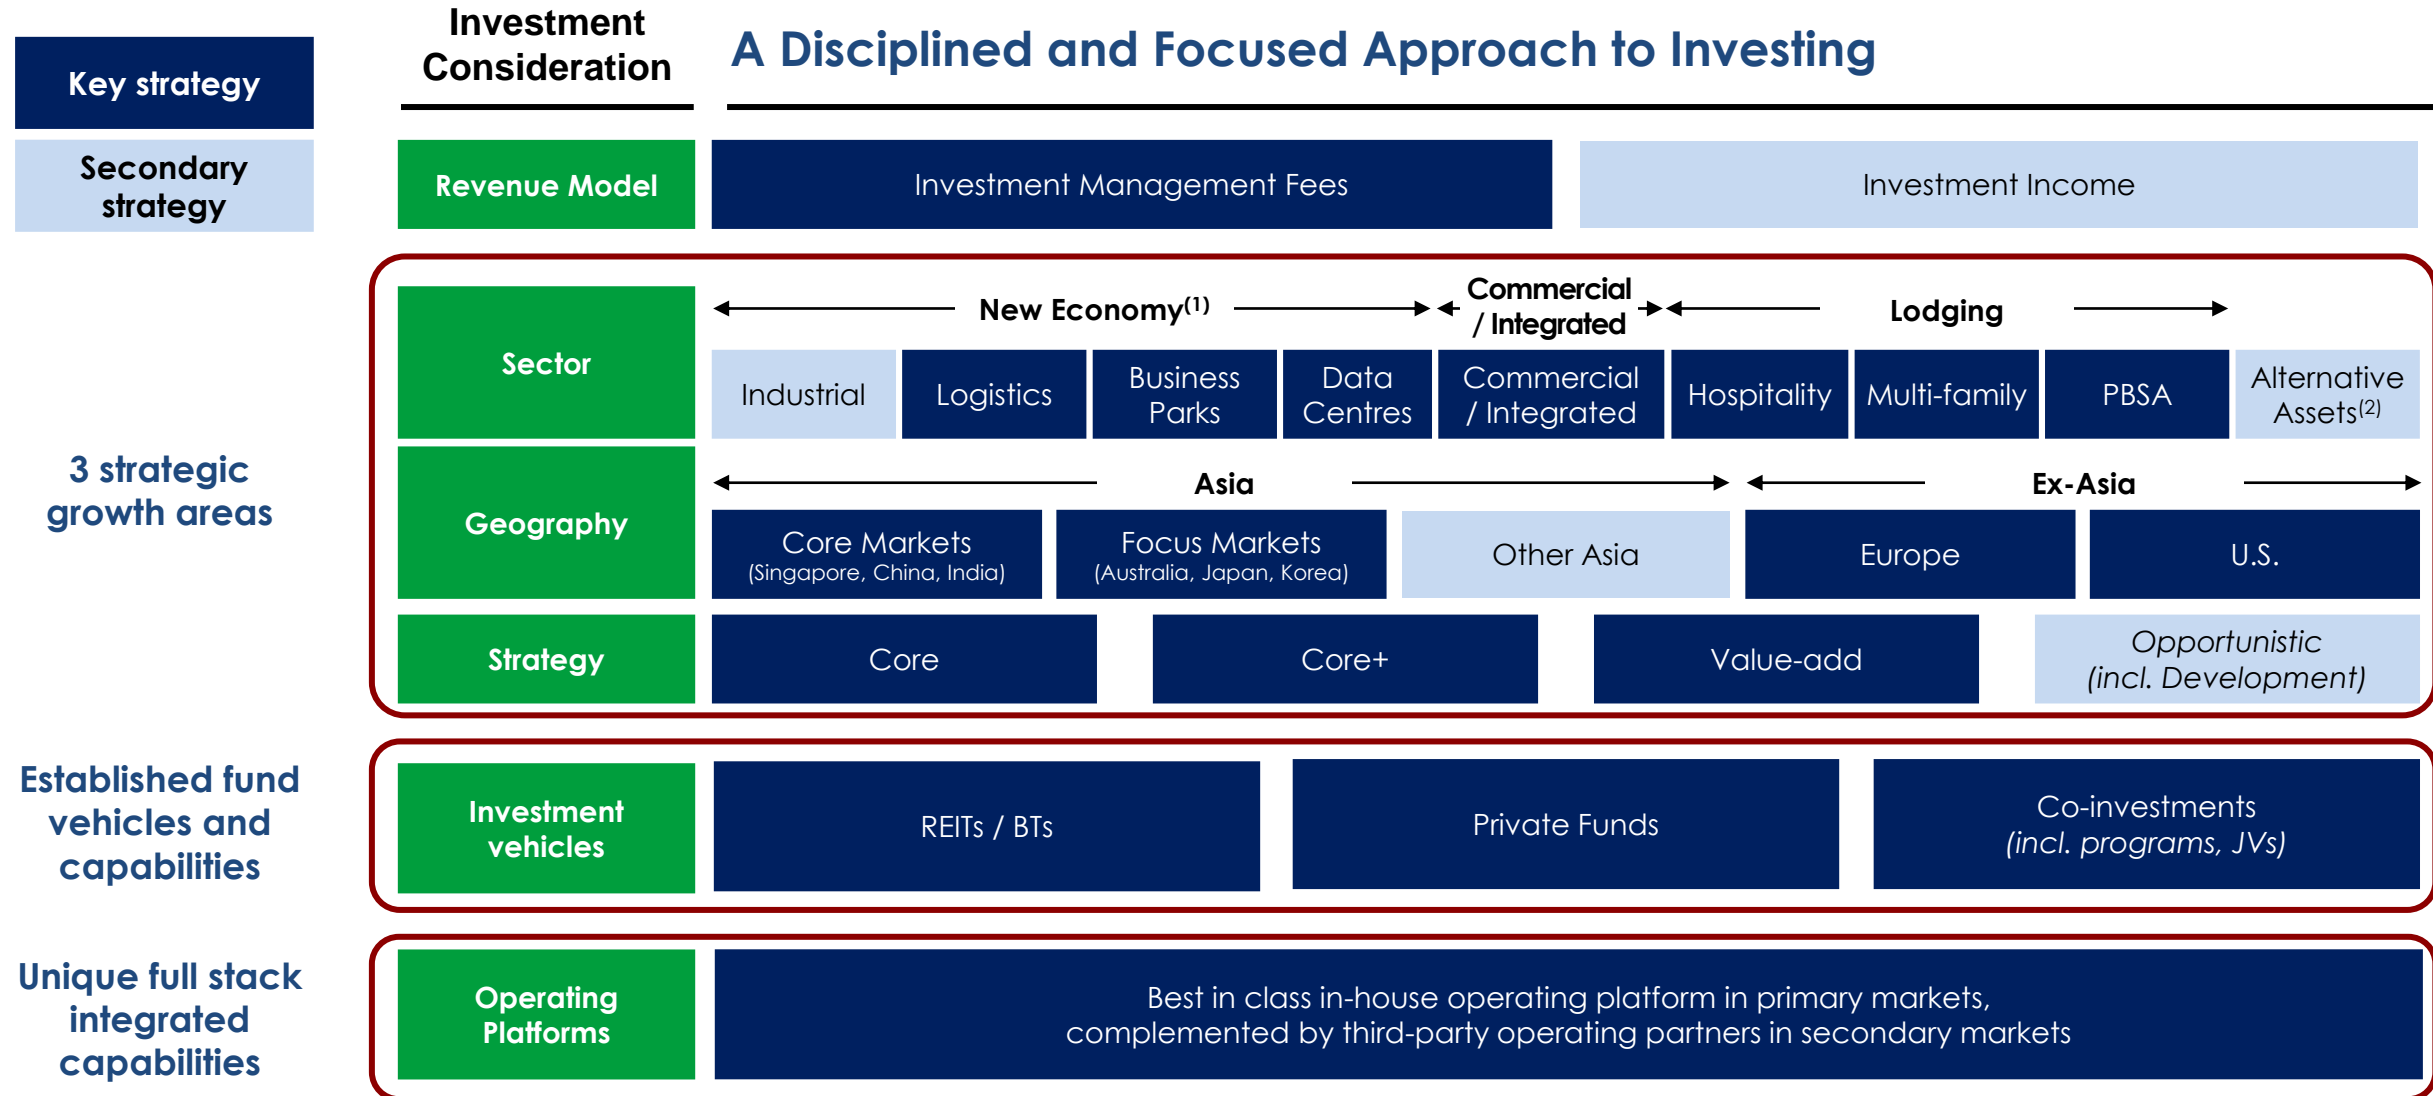 Investment
Consideration
A Disciplined and Focused Approach to Investing
Key strategy
Secondary
strategy
Revenue Model
Investment Management Fees
Investment Income
3 strategic
growth areas
Sector
New Economy(1)
Commercial
/ Integrated
Lodging
Industrial
Logistics
Business
Parks
Data
Centres
Commercial
/ Integrated
Hospitality
Multi-family
PBSA
Alternative
Assets(2)
Geography
Asia
Ex-Asia
Core Markets
(Singapore, China, India)
Focus Markets
(Australia, Japan, Korea)
Other Asia
Europe
U.S.
Strategy
Core
Core+
Value-add
Opportunistic
(incl. Development)
Established fund
vehicles and
capabilities
Investment
vehicles
REITs / BTs
Private Funds
Co-investments
(incl. programs, JVs)
Unique full stack
integrated
capabilities
Operating
Platforms
Best in class in-house operating platform in primary markets,
complemented by third-party operating partners in secondary markets